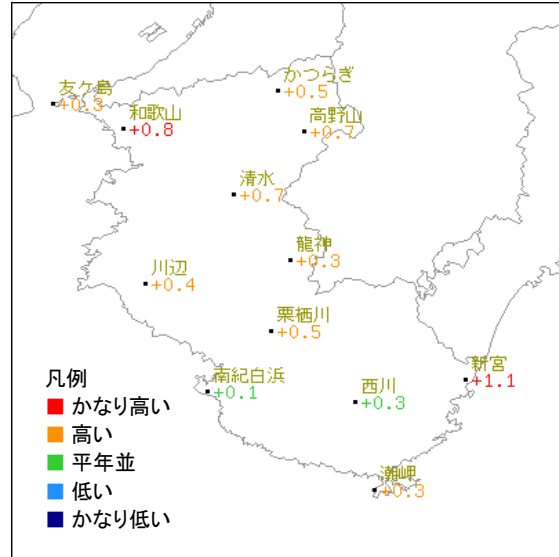 友ケ島
+0.3
かつらぎ
+0.5
和歌山
+0.8
高野山
+0.7
清水
+0.7
龍神
+0.3
川辺
+0.4
栗栖川
+0.5
新宮
+1.1
南紀白浜
+0.1
西川
+0.3
潮岬
+0.3
凡例
かなり高い
高い
平年並
低い
かなり低い